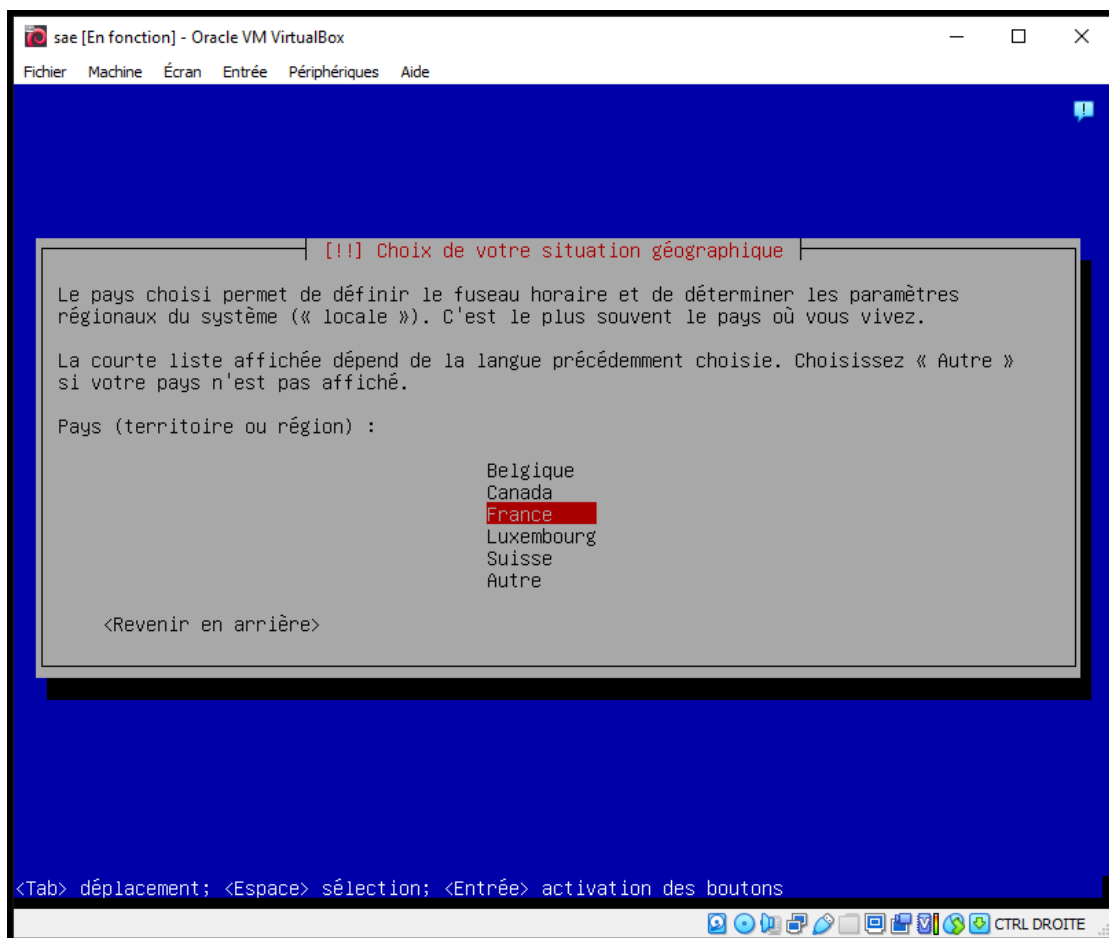 sae [En fonction] - Oracle VM VirtualBox
Fichier Machine Écran Entrée Périphériques Aide
[!!] Choix de votre situation géographique
Le pays choisi permet de définir le fuseau horaire et de déterminer les paramètres
régionaux du système (« locale »). C'est le plus souvent le pays où vous vivez.
La courte liste affichée dépend de la langue précédemment choisie. Choisissez « Autre »
si votre pays n'est pas affiché.
Pays (territoire ou région) :
Belgique
Canada
France
Luxembourg
Suisse
Autre
<Revenir en arrière>
<Tab> déplacement; <Espace> sélection; <Entrée> activation des boutons
CTRL DROITE